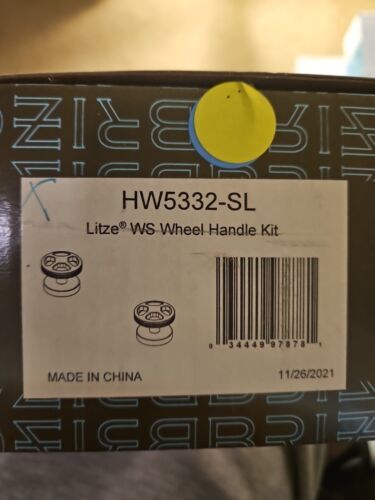 HW5332-SL
Litze® WS Wheel Handle Kit
0 34449 97878 1
MADE IN CHINA
11/26/2021